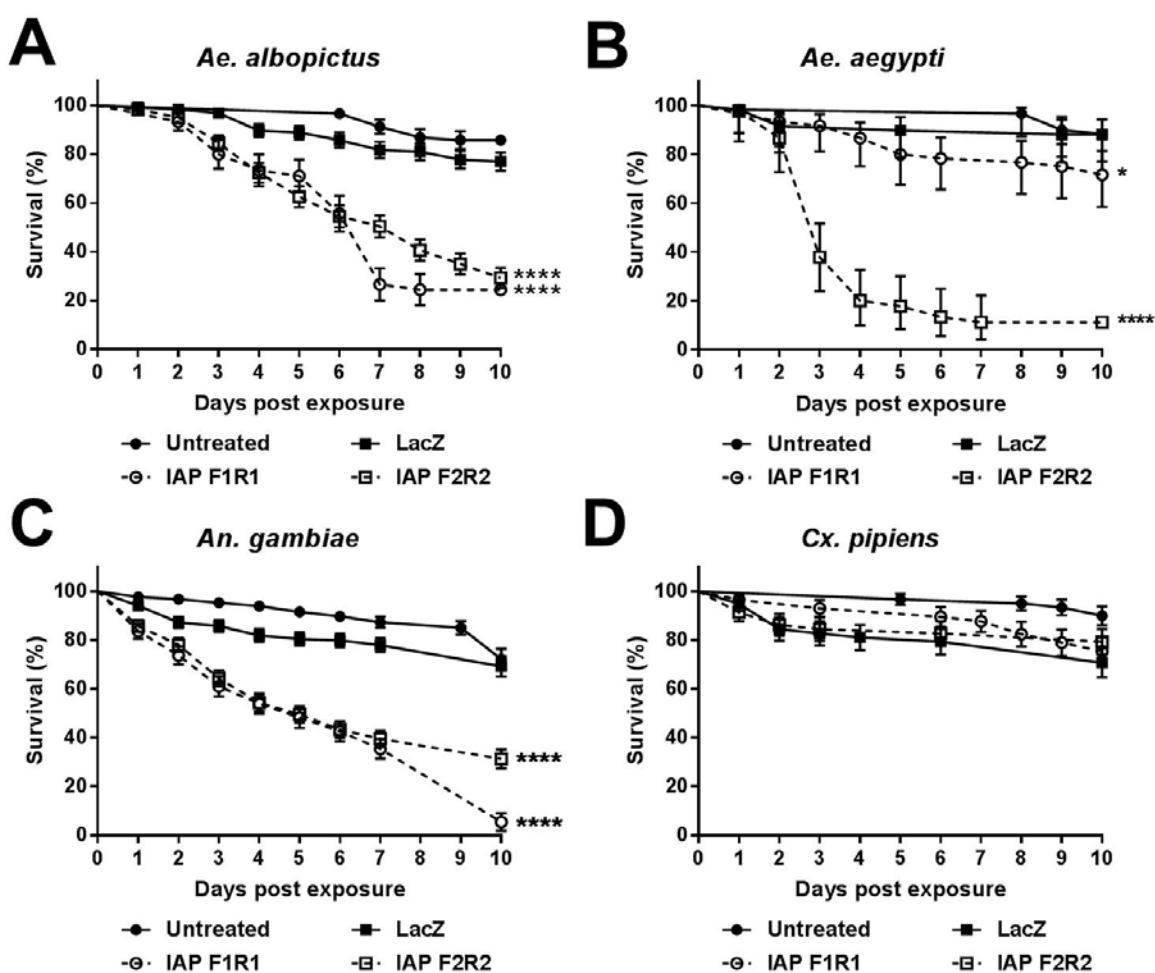 A
Ae. albopictus
Survival (%)
100
80
60
40
20
0
****
****
0 1 2 3 4 5 6 7 8 9 10
Days post exposure
Untreated LacZ
IAP F1R1 IAP F2R2
B
Ae. aegypti
Survival (%)
100
80
60
40
20
0
*
****
0 1 2 3 4 5 6 7 8 9 10
Days post exposure
Untreated LacZ
IAP F1R1 IAP F2R2
C
An. gambiae
Survival (%)
100
80
60
40
20
0
****
****
0 1 2 3 4 5 6 7 8 9 10
Days post exposure
Untreated LacZ
IAP F1R1 IAP F2R2
D
Cx. pipiens
Survival (%)
100
80
60
40
20
0
0 1 2 3 4 5 6 7 8 9 10
Days post exposure
Untreated LacZ
IAP F1R1 IAP F2R2